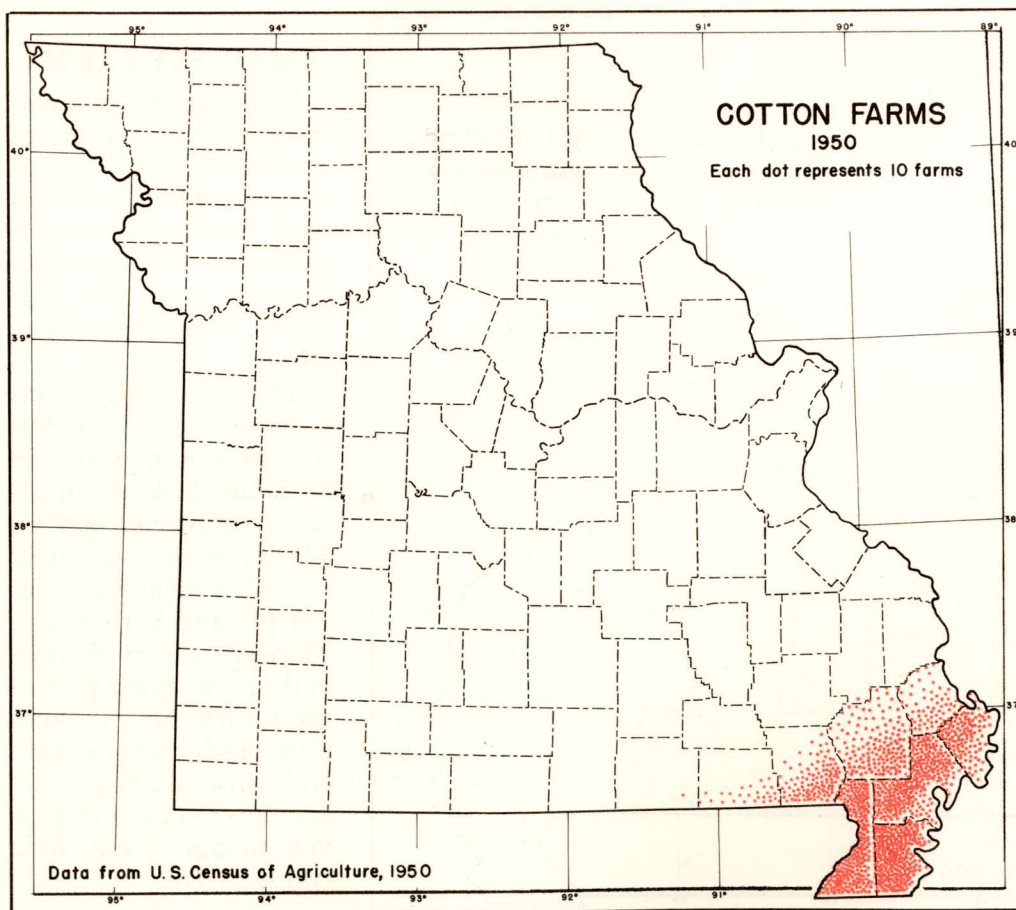 95° 94° 93° 92° 91° 90° 89°
COTTON FARMS
1950
Each dot represents 10 farms
40° 40°
39° 39°
38° 38°
37° 37°
Data from U.S. Census of Agriculture, 1950
95° 94° 93° 92° 91° 90°